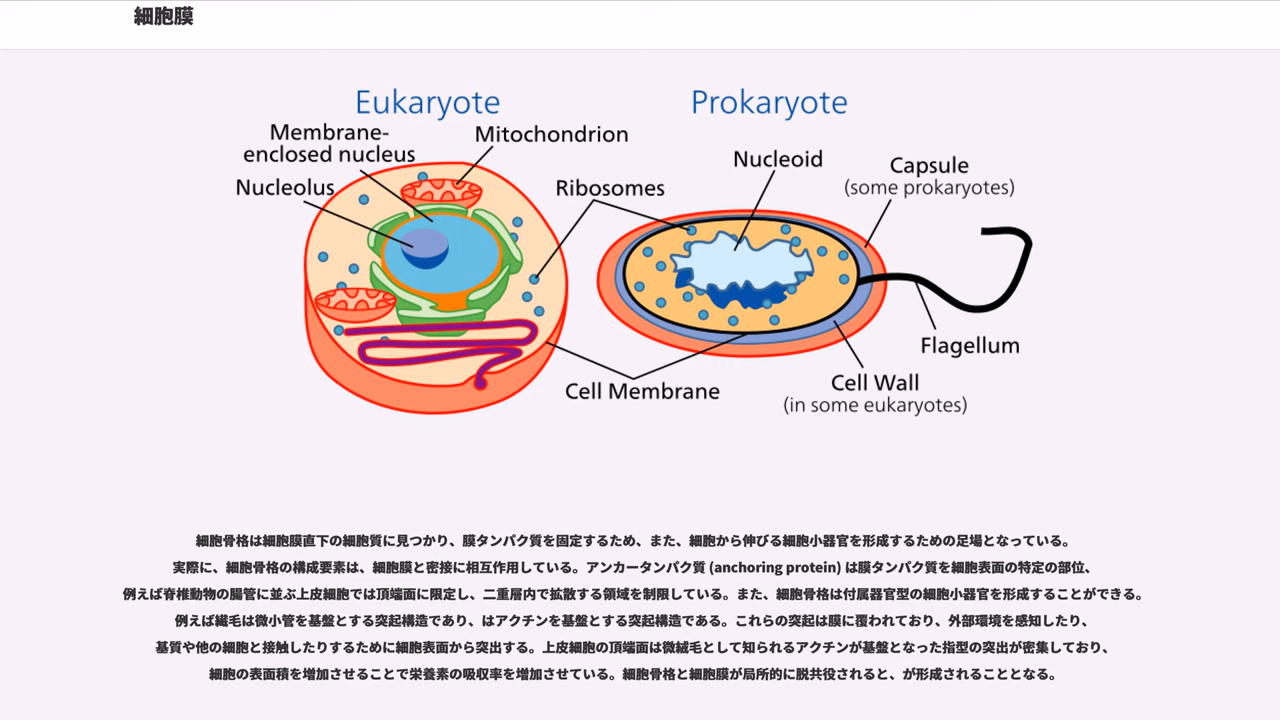 細胞膜
Eukaryote
Prokaryote
Membrane-
enclosed nucleus
Mitochondrion
Nucleolus
Ribosomes
Nucleoid
Capsule
(some prokaryotes)
Cell Membrane
Flagellum
Cell Wall
(in some eukaryotes)
細胞骨格は細胞膜直下の細胞質に見つかり、膜タンパク質を固定するため、また、細胞から伸びる細胞小器官を形成するための足場となっている。
実際に、細胞骨格の構成要素は、細胞膜と密接に相互作用している。アンカータンパク質 (anchoring protein) は膜タンパク質を細胞表面の特定の部位、
例えば脊椎動物の腸管に並ぶ上皮細胞では頂端面に限定し、二重層内で拡散する領域を制限している。また、細胞骨格は付属器官型の細胞小器官を形成することができる。
例えば繊毛は微小管を基盤とする突起構造であり、はアクチンを基盤とする突起構造である。これらの突起は膜に覆われており、外部環境を感知したり、
基質や他の細胞と接触したりするために細胞表面から突出する。上皮細胞の頂端面は微絨毛として知られるアクチンが基盤となった指型の突出が密集しており、
細胞の表面積を増加させることで栄養素の吸収率を増加させている。細胞骨格と細胞膜が局所的に脱共役されると、が形成されることとなる。